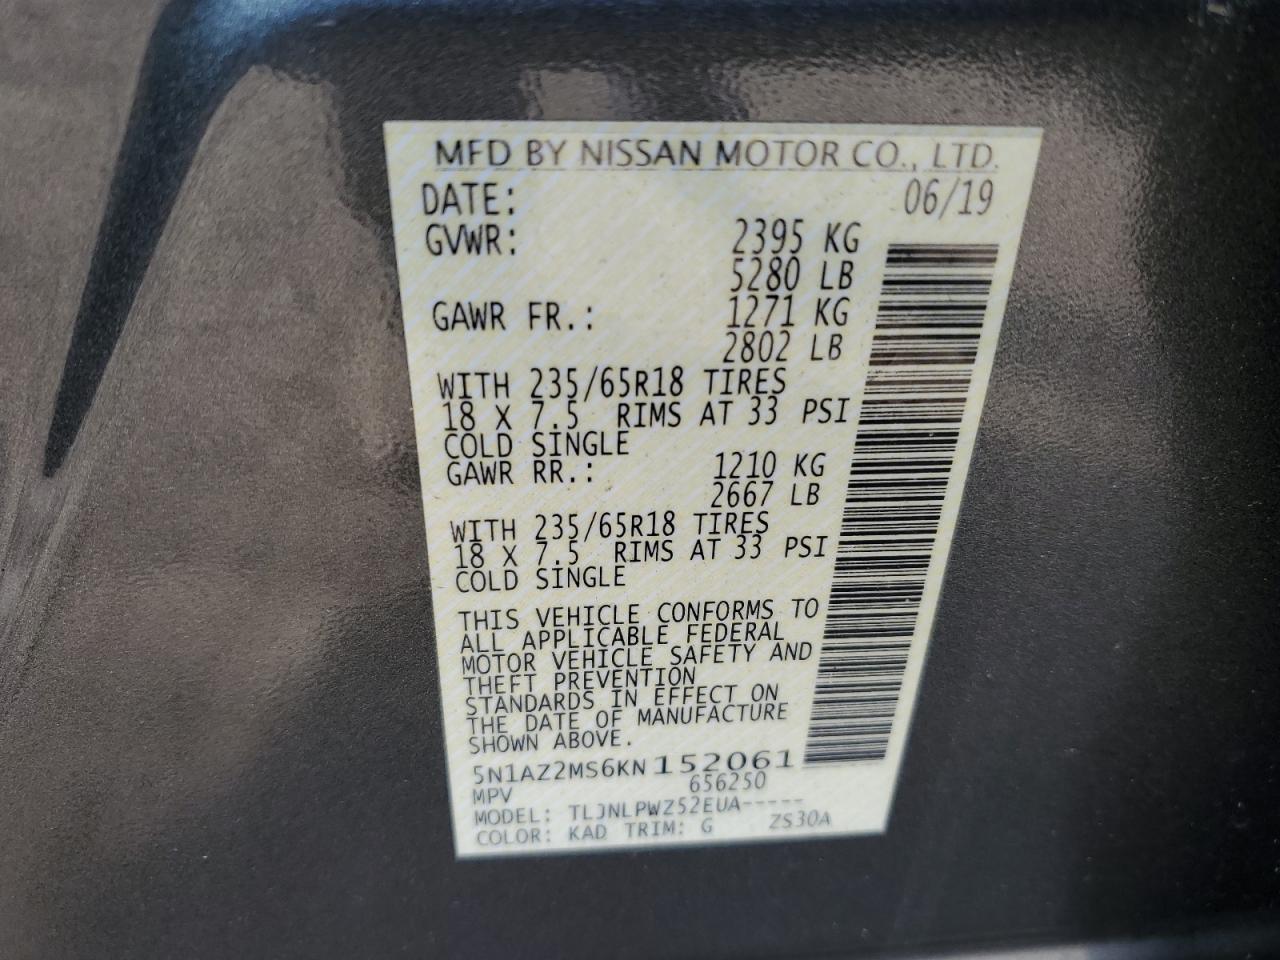 MFD BY NISSAN MOTOR CO., LTD.
DATE: 06/19
GVWR: 2395 KG
5280 LB
GAWR FR.: 1271 KG
2802 LB
WITH 235/65R18 TIRES
18 X 7.5 RIMS AT 33 PSI
COLD SINGLE
GAWR RR.: 1210 KG
2667 LB
WITH 235/65R18 TIRES
18 X 7.5 RIMS AT 33 PSI
COLD SINGLE
THIS VEHICLE CONFORMS TO
ALL APPLICABLE FEDERAL
MOTOR VEHICLE SAFETY AND
THEFT PREVENTION
STANDARDS IN EFFECT ON
THE DATE OF MANUFACTURE
SHOWN ABOVE.
5N1AZ2MS6KN152061
MPV 656250
MODEL: TLJNLPWZ52EUA-----
COLOR: KAD TRIM: G ZS30A